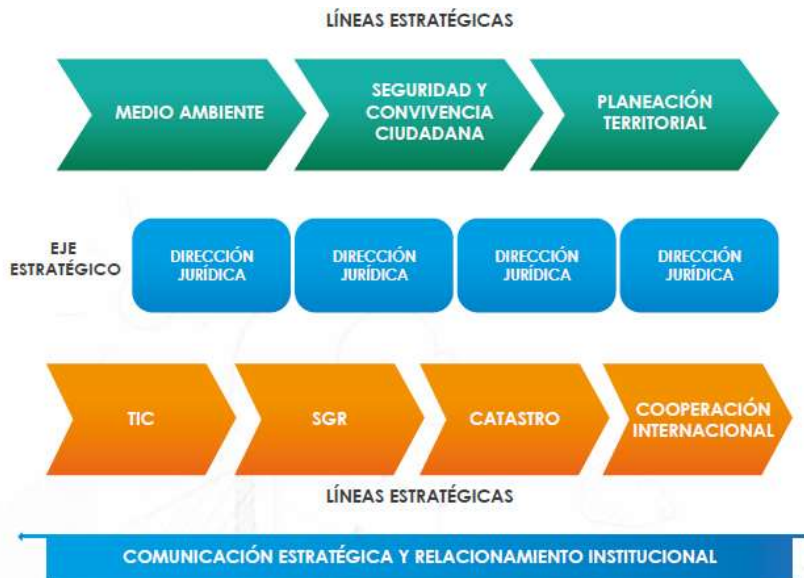 LÍNEAS ESTRATÉGICAS
MEDIO AMBIENTE
SEGURIDAD Y
CONVIVENCIA
CIUDADANA
PLANEACIÓN
TERRITORIAL
EJE
ESTRATÉGICO
DIRECCIÓN
JURÍDICA
DIRECCIÓN
JURÍDICA
DIRECCIÓN
JURÍDICA
DIRECCIÓN
JURÍDICA
TIC
SGR
CATASTRO
COOPERACIÓN
INTERNACIONAL
LÍNEAS ESTRATÉGICAS
COMUNICACIÓN ESTRATÉGICA Y RELACIONAMIENTO INSTITUCIONAL